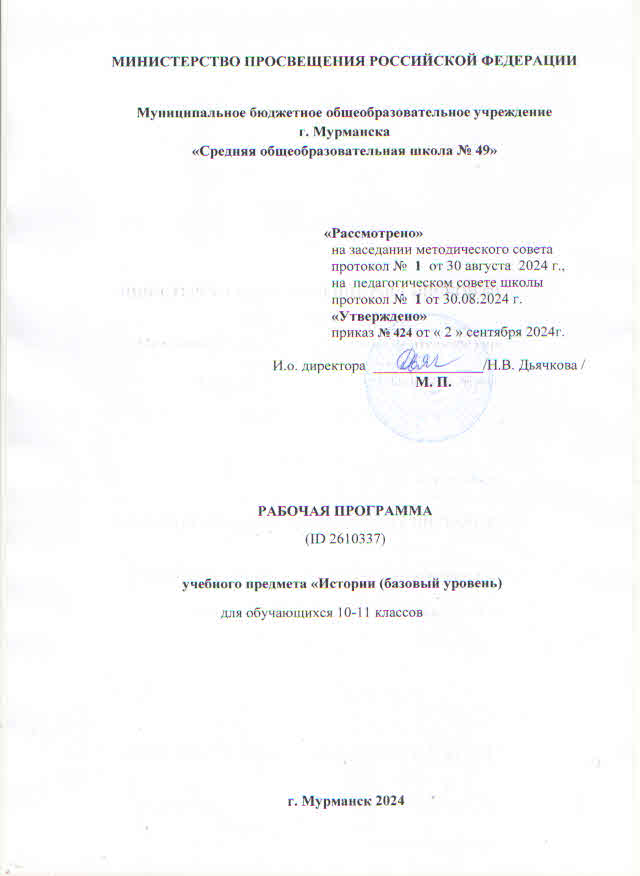 МИНИСТЕРСТВО ПРОСВЕЩЕНИЯ РОССИЙСКОЙ ФЕДЕРАЦИИ
Муниципальное бюджетное общеобразовательное учреждение
г. Мурманска
«Средняя общеобразовательная школа № 49»
«Рассмотрено»
на заседании методического совета
протокол № 1 от 30 августа 2024 г.,
на педагогическом совете школы
протокол № 1 от 30.08.2024 г.
«Утверждено»
приказ № 424 от « 2 » сентября 2024г.
И.о. директора ________________/Н.В. Дьячкова /
М. П.
РАБОЧАЯ ПРОГРАММА
(ID 2610337)
учебного предмета «Истории (базовый уровень)
для обучающихся 10-11 классов
г. Мурманск 2024